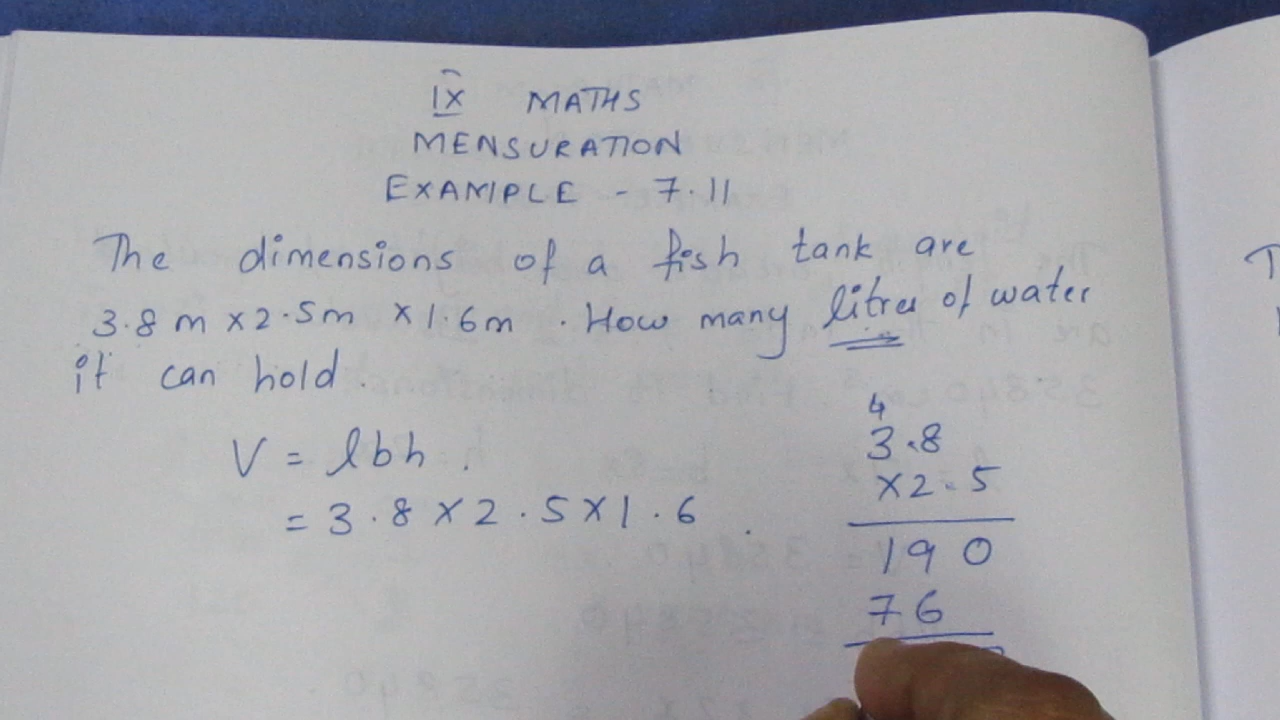 IX MATHS
MENSURATION
EXAMPLE - 7.11
The dimensions of a fish tank are
3.8 m x 2.5m x 1.6m . How many litres of water
it can hold .
V = lbh .
= 3.8 x 2.5 x 1.6 .
4
3.8
x 2.5
190
76
T